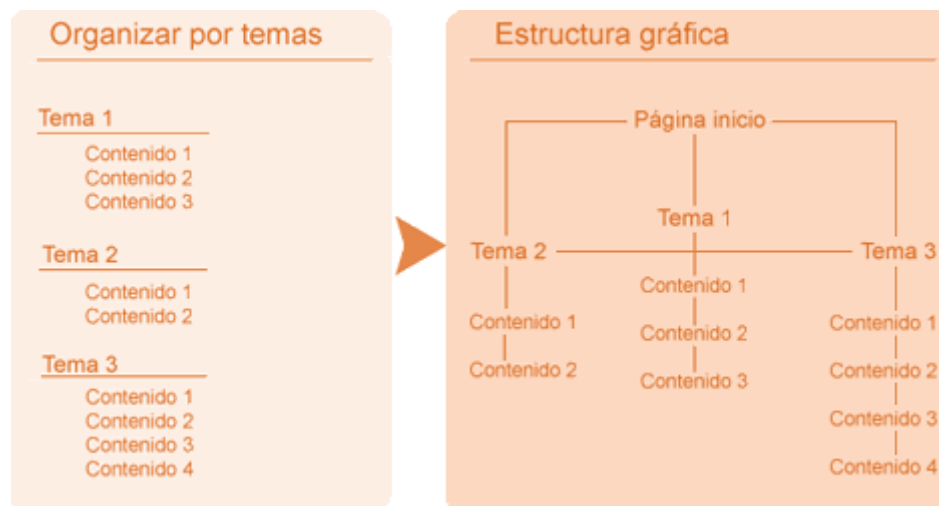 Organizar por temas
Tema 1
Contenido 1
Contenido 2
Contenido 3
Tema 2
Contenido 1
Contenido 2
Tema 3
Contenido 1
Contenido 2
Contenido 3
Contenido 4
Estructura gráfica
Página inicio
Tema 1
Tema 2
Tema 3
Contenido 1
Contenido 2
Contenido 1
Contenido 2
Contenido 3
Contenido 1
Contenido 2
Contenido 3
Contenido 4